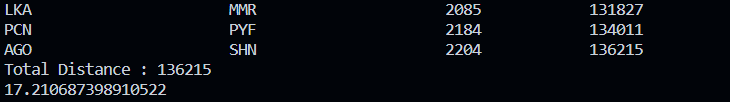 LKA MMR 2085 131827
PCN PYF 2184 134011
AGO SHN 2204 136215
Total Distance : 136215
17.210687398910522